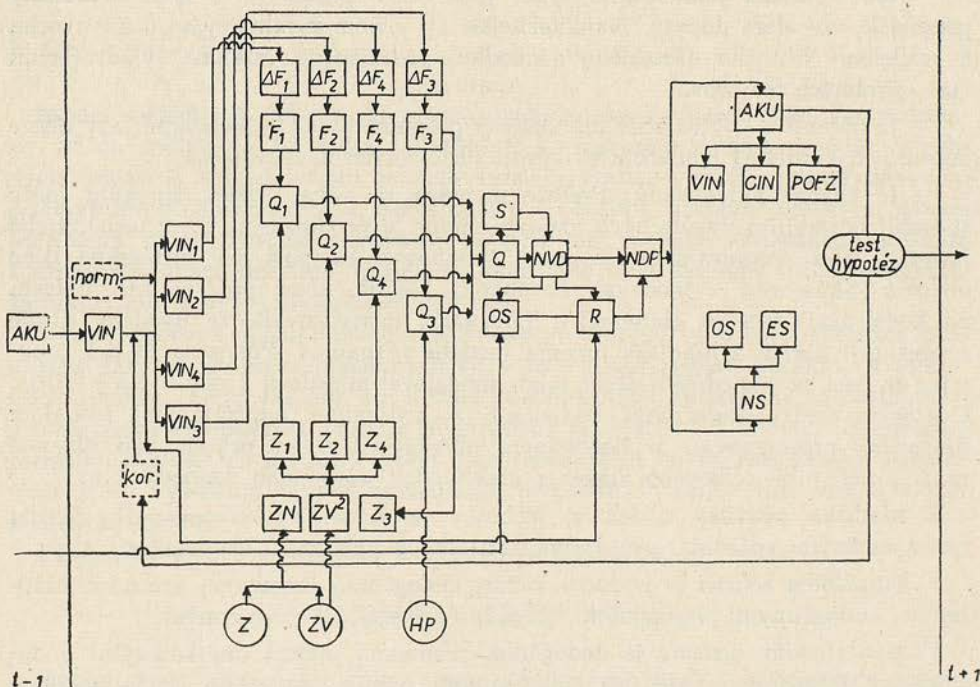 ΔF₁ ΔF₂ ΔF₄ ΔF₃
F₁ F₂ F₄ F₃
AKU
VIN CIN POFZ
Q₁ S
VIN₁ Q₂ Q NVD NDP
test
hypotéz
norm VIN₂ Q₄
Q₃ OS R
AKU VIN
OS ES
VIN₄
NS
VIN₃ Z₁ Z₂ Z₄
kor
ZN ZV² Z₃
Z ZV HP
t-1 t+1